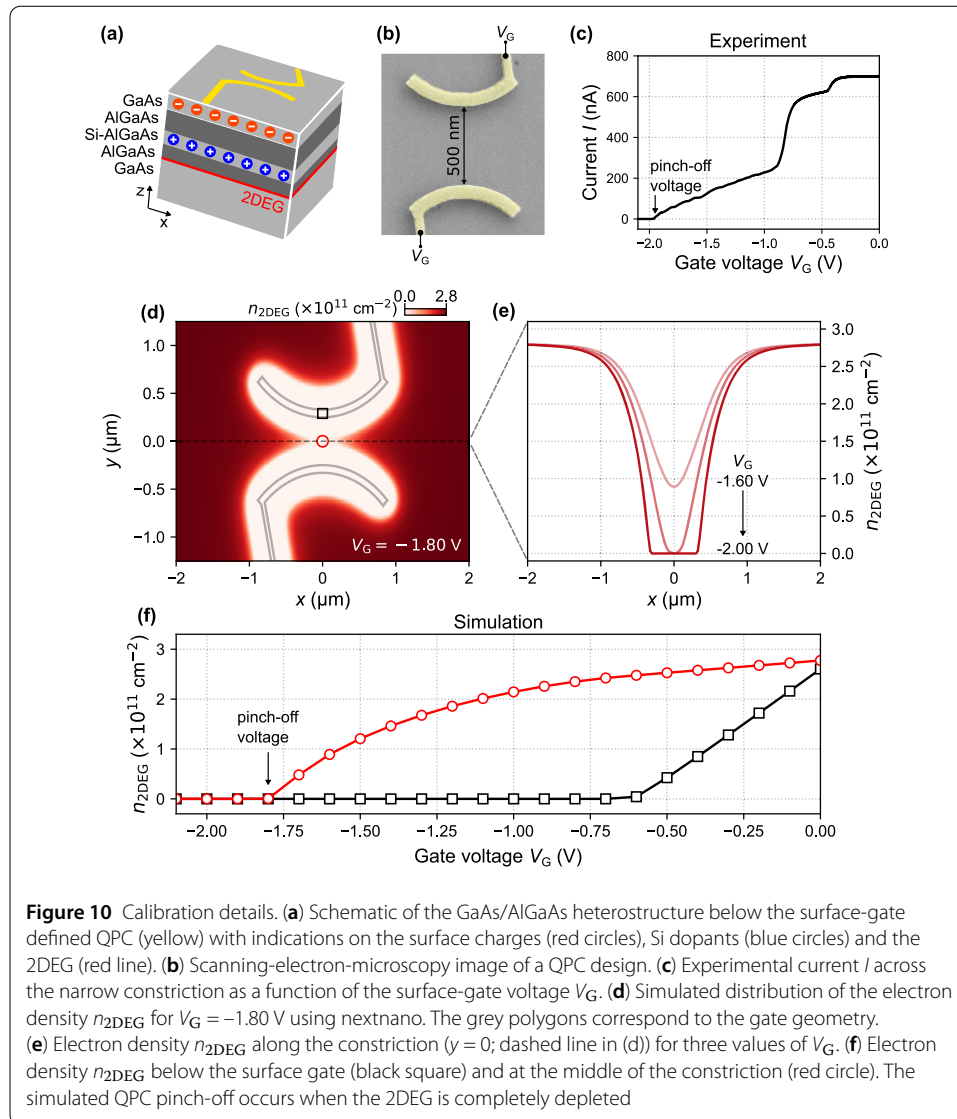 (a)
GaAs
AlGaAs
Si-AlGaAs
AlGaAs
GaAs
2DEG
z
x
(b)
V_G
500 nm
V_G
(c)
Experiment
Current I (nA)
800
600
400
200
0
pinch-off
voltage
−2.0 −1.5 −1.0 −0.5 0.0
Gate voltage V_G (V)
(d)
n_2DEG (×10^11 cm^−2)
0.0 2.8
y (μm)
1.0
0.5
0.0
−0.5
−1.0
V_G = −1.80 V
−2 −1 0 1 2
x (μm)
(e)
3.0
2.5
2.0
1.5
1.0
0.5
0.0
n_2DEG (×10^11 cm^−2)
V_G
-1.60 V
-2.00 V
−2 −1 0 1 2
x (μm)
(f)
Simulation
n_2DEG (×10^11 cm^−2)
3
2
1
0
pinch-off
voltage
−2.00 −1.75 −1.50 −1.25 −1.00 −0.75 −0.50 −0.25 0.00
Gate voltage V_G (V)
Figure 10 Calibration details. (a) Schematic of the GaAs/AlGaAs heterostructure below the surface-gate
defined QPC (yellow) with indications on the surface charges (red circles), Si dopants (blue circles) and the
2DEG (red line). (b) Scanning-electron-microscopy image of a QPC design. (c) Experimental current I across
the narrow constriction as a function of the surface-gate voltage V_G. (d) Simulated distribution of the electron
density n_2DEG for V_G = –1.80 V using nextnano. The grey polygons correspond to the gate geometry.
(e) Electron density n_2DEG along the constriction (y = 0; dashed line in (d)) for three values of V_G. (f) Electron
density n_2DEG below the surface gate (black square) and at the middle of the constriction (red circle). The
simulated QPC pinch-off occurs when the 2DEG is completely depleted